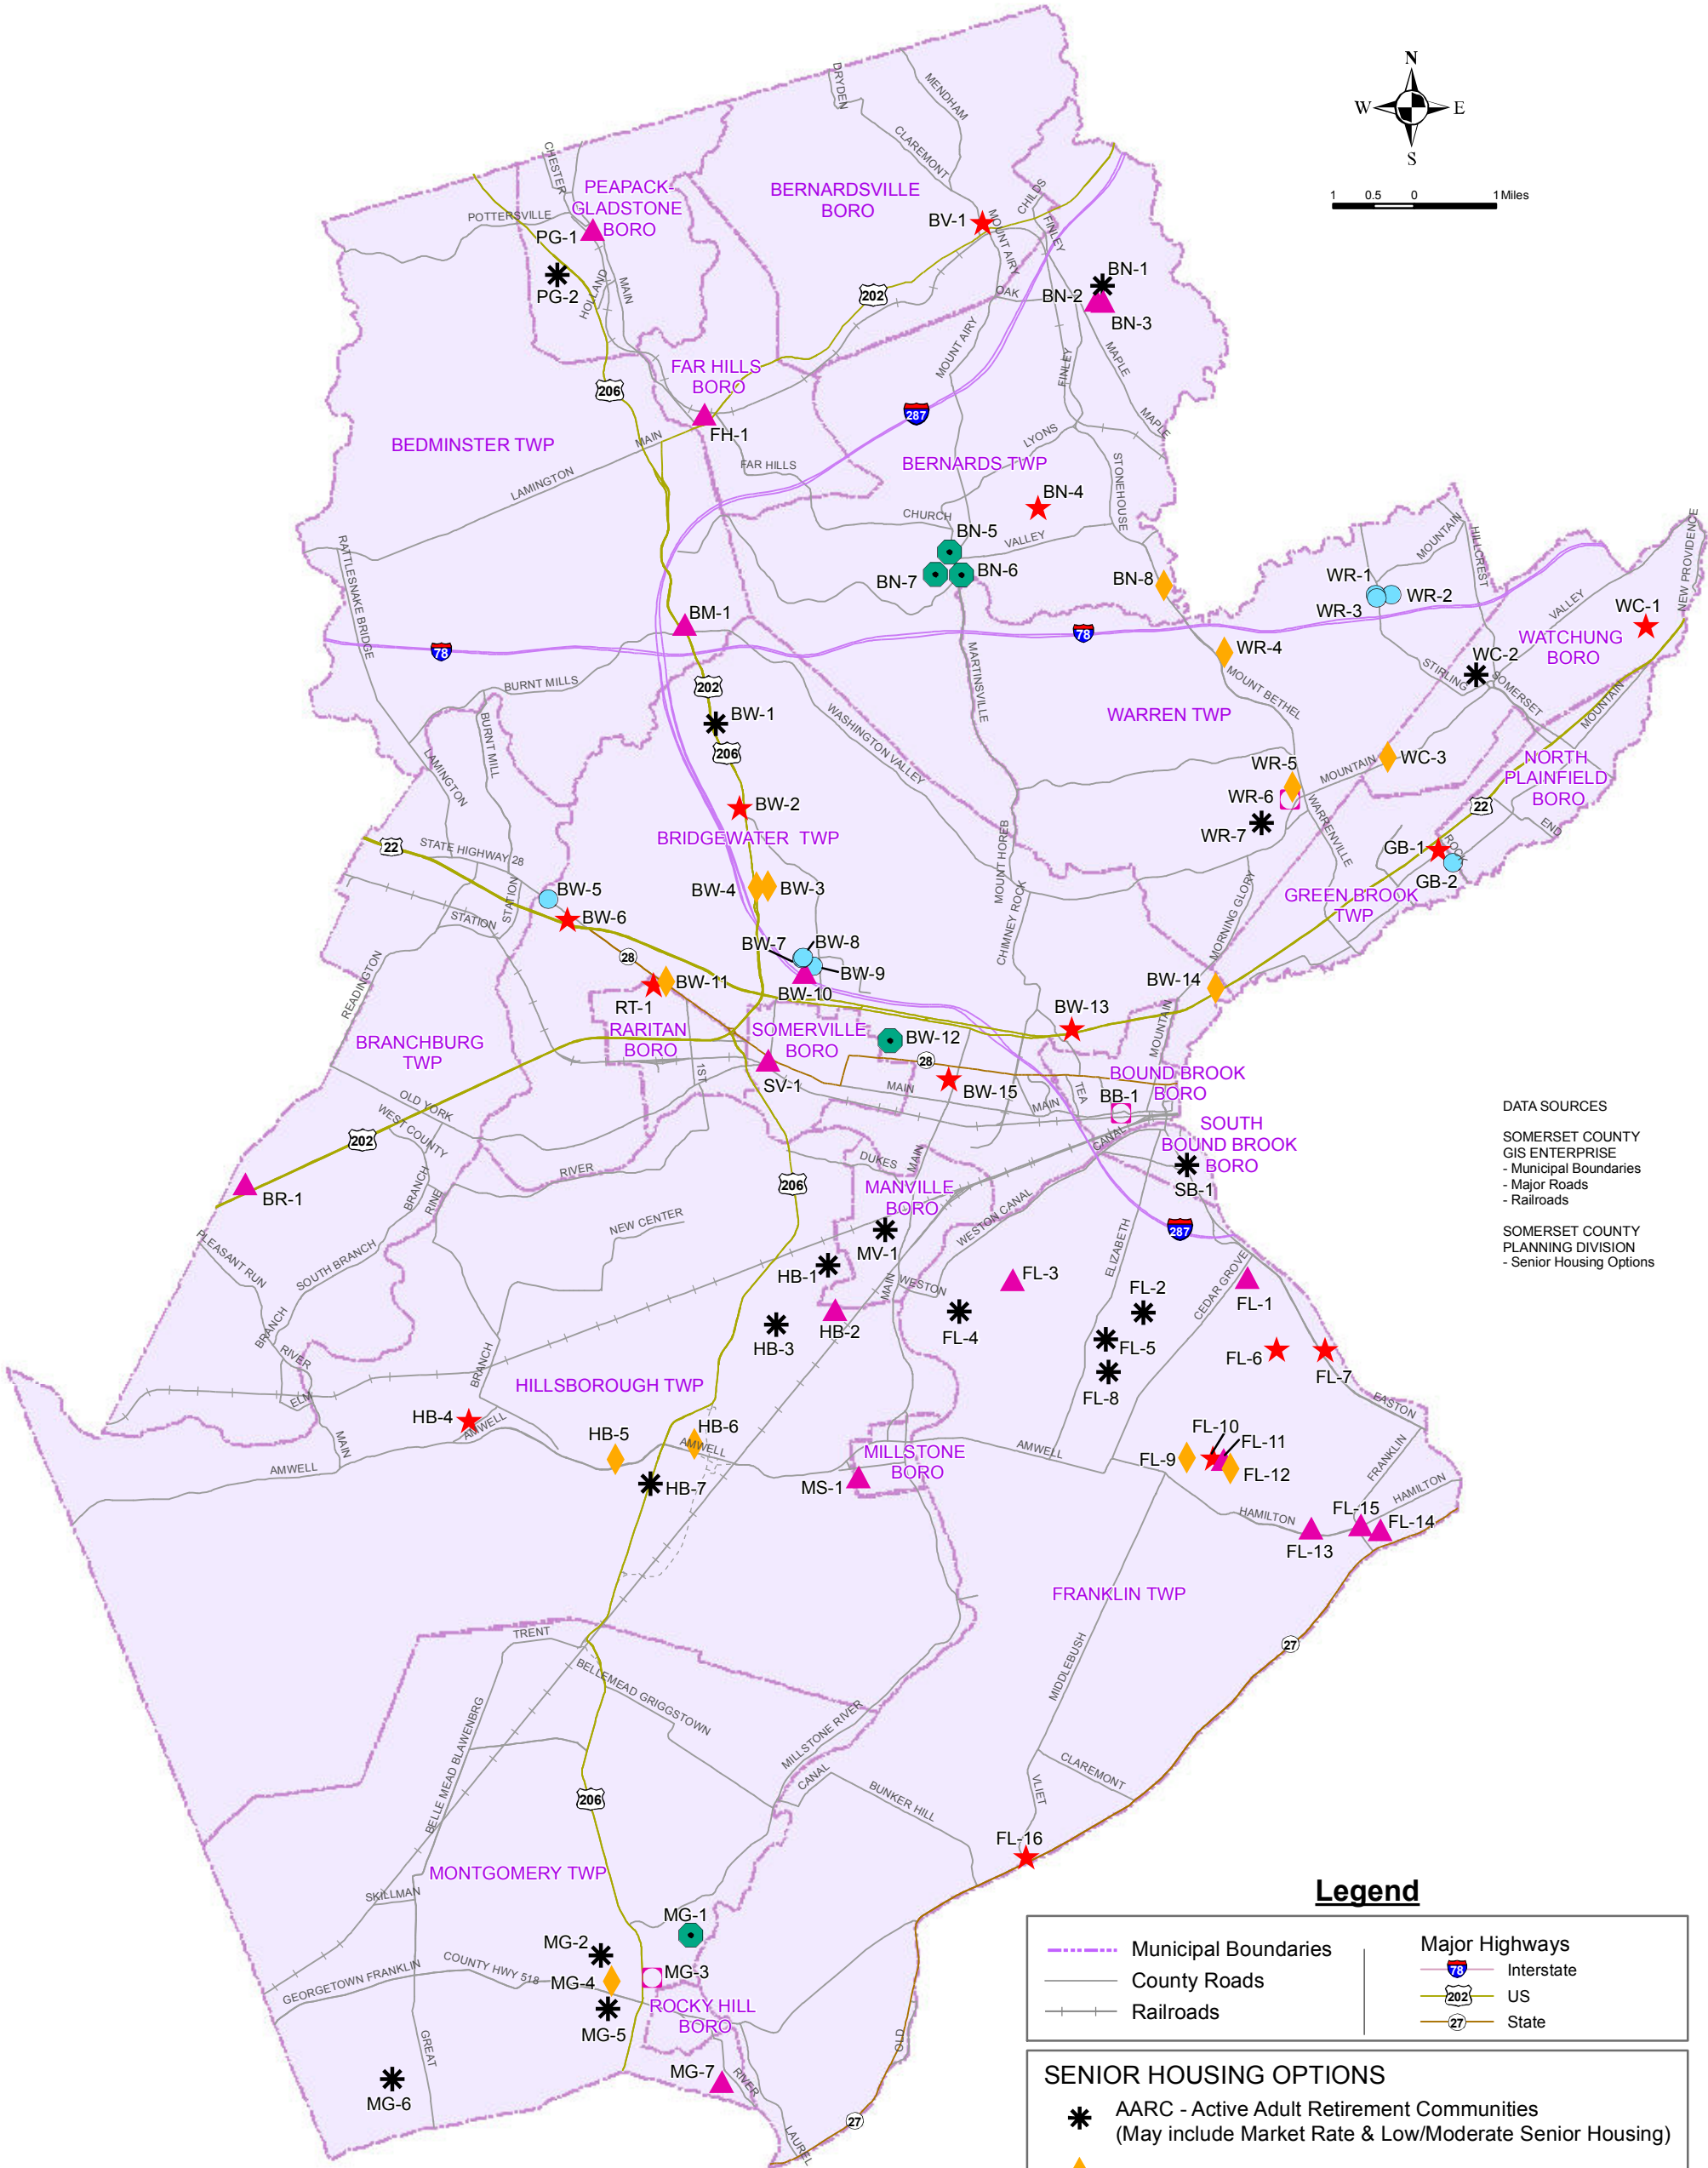 N
W
E
S
1
0.5
0
1 Miles
DRYDEN
MENDHAM
CLAREMONT
CHESTER
PEAPACK-
GLADSTONE
BORO
BERNARDSVILLE
BORO
CHILDS
POTTERSVILLE
PG-1
BV-1
MOUNT AIRY
FINLEY
PG-2
HOLLAND
MAIN
202
OAK
BN-1
BN-2
BN-3
MOUNT AIRY
FINLEY
MAPLE
FAR HILLS
BORO
206
287
FH-1
MAPLE
BEDMINSTER TWP
MAIN
LAMINGTON
FAR HILLS
LYONS
BERNARDS TWP
STONEHOUSE
BN-4
CHURCH
BN-5
VALLEY
BN-6
BN-7
BN-8
MOUNTAIN
HILLCREST
NEW PROVIDENCE
WR-1
WR-2
WR-3
VALLEY
WC-1
RATTLESNAKE BRIDGE
BM-1
78
78
WATCHUNG
BORO
WR-4
WC-2
STIRLING
SOMERSET
MOUNTAIN
BURNT MILLS
202
MARTINSVILLE
MOUNT BETHEL
BW-1
WARREN TWP
BURNT MILL
206
WASHINGTON VALLEY
LAMINGTON
WR-5
MOUNTAIN
WC-3
NORTH
PLAINFIELD
BORO
WR-6
BW-2
22
WR-7
WARRENVILLE
END
BRIDGEWATER TWP
MOUNT HOREB
22
STATE HIGHWAY 28
GB-1
ROCK
GB-2
BW-5
BW-4
BW-3
STATION
STATION
GREEN BROOK
TWP
CHIMNEY ROCK
BW-6
28
BW-7
BW-8
BW-9
MORNING GLORY
READINGTON
BW-11
BW-10
BW-14
RT-1
BW-13
RARITAN
BORO
SOMERVILLE
BORO
BW-12
BRANCHBURG
TWP
28
MOUNTAIN
1ST
SV-1
BOUND BROOK
BORO
MAIN
BW-15
TEA
BB-1
MAIN
OLD YORK
WEST COUNTY
CANAL
SOUTH
BOUND BROOK
BORO
202
DUKES
MAIN
RIVER
BR-1
BRANCH
RINE
206
MANVILLE
BORO
SB-1
WESTON CANAL
NEW CENTER
ELIZABETH
287
PLEASANT RUN
SOUTH BRANCH
MV-1
HB-1
WESTON
FL-3
FL-2
CEDAR GROVE
FL-1
MAIN
BRANCH
HB-3
HB-2
FL-4
FL-5
FL-6
FL-7
RIVER
BRANCH
FL-8
HILLSBOROUGH TWP
ELM
EASTON
HB-4
AMWELL
HB-5
HB-6
AMWELL
MAIN
AMWELL
MILLSTONE
BORO
AMWELL
FL-10
FL-11
FL-9
FL-12
FRANKLIN
HB-7
MS-1
HAMILTON
HAMILTON
FL-15
FL-14
FL-13
FRANKLIN TWP
TRENT
27
BELLEMEAD GRIGGSTOWN
MIDDLEBUSH
BELLE MEAD BLAWENBRG
MILLSTONE RIVER
CANAL
CLAREMONT
VLIET
206
BUNKER HILL
FL-16
MONTGOMERY TWP
SKILLMAN
MG-1
MG-2
COUNTY HWY 518
MG-3
MG-4
GEORGETOWN FRANKLIN
ROCKY HILL
BORO
MG-5
GREAT
OLD
MG-7
RIVER
MG-6
27
LAUREL
DATA SOURCES
SOMERSET COUNTY
GIS ENTERPRISE
- Municipal Boundaries
- Major Roads
- Railroads
SOMERSET COUNTY
PLANNING DIVISION
- Senior Housing Options
Legend
Municipal Boundaries
County Roads
Railroads
Major Highways
78
Interstate
202
US
27
State
SENIOR HOUSING OPTIONS
AARC - Active Adult Retirement Communities
(May include Market Rate & Low/Moderate Senior Housing)